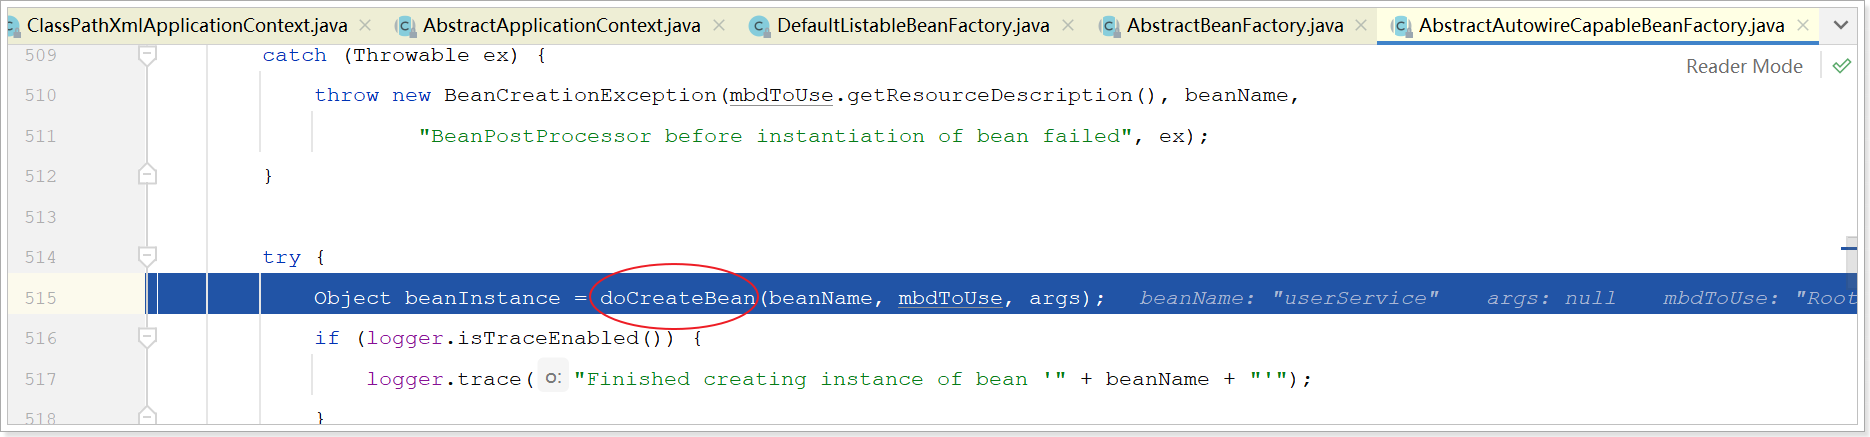 ClassPathXmlApplicationContext.java AbstractApplicationContext.java DefaultListableBeanFactory.java AbstractBeanFactory.java AbstractAutowireCapableBeanFactory.java
Reader Mode
509 catch (Throwable ex) {
510 throw new BeanCreationException(mbdToUse.getResourceDescription(), beanName,
511 "BeanPostProcessor before instantiation of bean failed", ex);
512 }
513
514 try {
515 Object beanInstance = doCreateBean(beanName, mbdToUse, args); beanName: "userService" args: null mbdToUse: "Root
516 if (logger.isTraceEnabled()) {
517 logger.trace( o: "Finished creating instance of bean '" + beanName + "'");
518 }